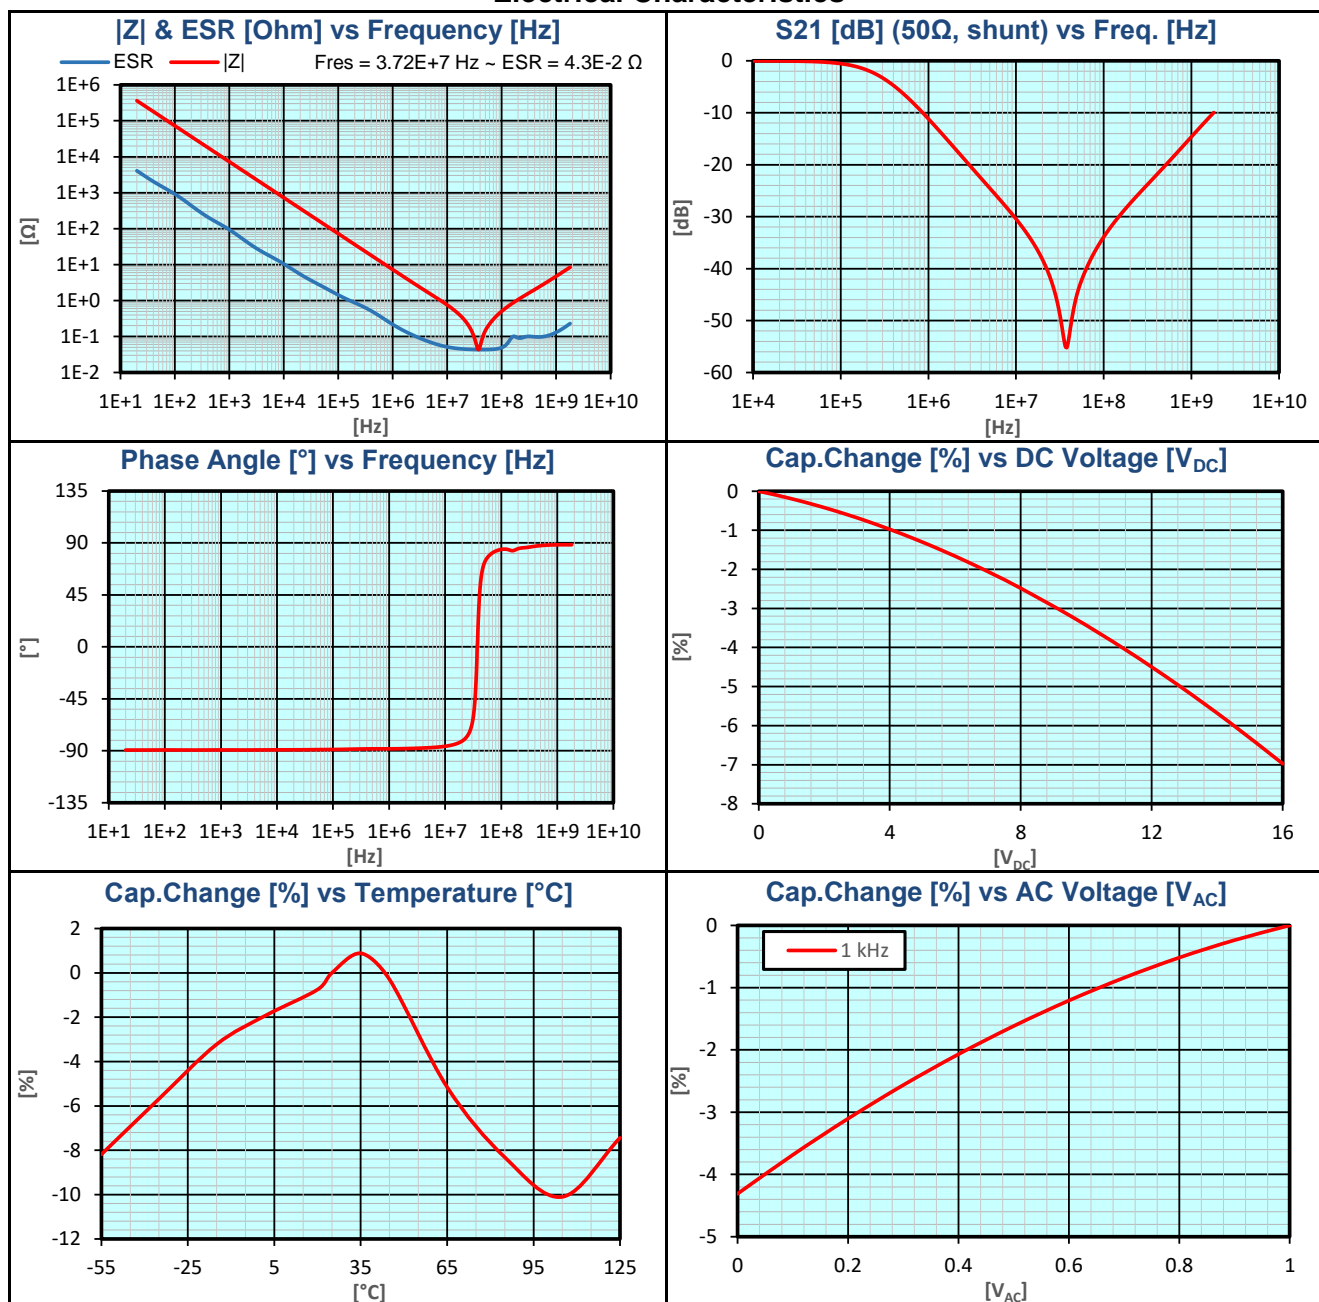 |Z| & ESR [Ohm] vs Frequency [Hz]
ESR |Z| Fres = 3.72E+7 Hz ~ ESR = 4.3E-2 Ω
1E+6
1E+5
1E+4
1E+3
1E+2
1E+1
1E+0
1E-1
1E-2
[Ω]
1E+1 1E+2 1E+3 1E+4 1E+5 1E+6 1E+7 1E+8 1E+9 1E+10
[Hz]
S21 [dB] (50Ω, shunt) vs Freq. [Hz]
0
-10
-20
-30
-40
-50
-60
[dB]
1E+4 1E+5 1E+6 1E+7 1E+8 1E+9 1E+10
[Hz]
Phase Angle [°] vs Frequency [Hz]
135
90
45
0
-45
-90
-135
[°]
1E+1 1E+2 1E+3 1E+4 1E+5 1E+6 1E+7 1E+8 1E+9 1E+10
[Hz]
Cap.Change [%] vs DC Voltage [VDC]
0
-1
-2
-3
-4
-5
-6
-7
-8
[%]
0 4 8 12 16
[VDC]
Cap.Change [%] vs Temperature [°C]
2
0
-2
-4
-6
-8
-10
-12
[%]
-55 -25 5 35 65 95 125
[°C]
Cap.Change [%] vs AC Voltage [VAC]
1 kHz
0
-1
-2
-3
-4
-5
[%]
0 0.2 0.4 0.6 0.8 1
[VAC]